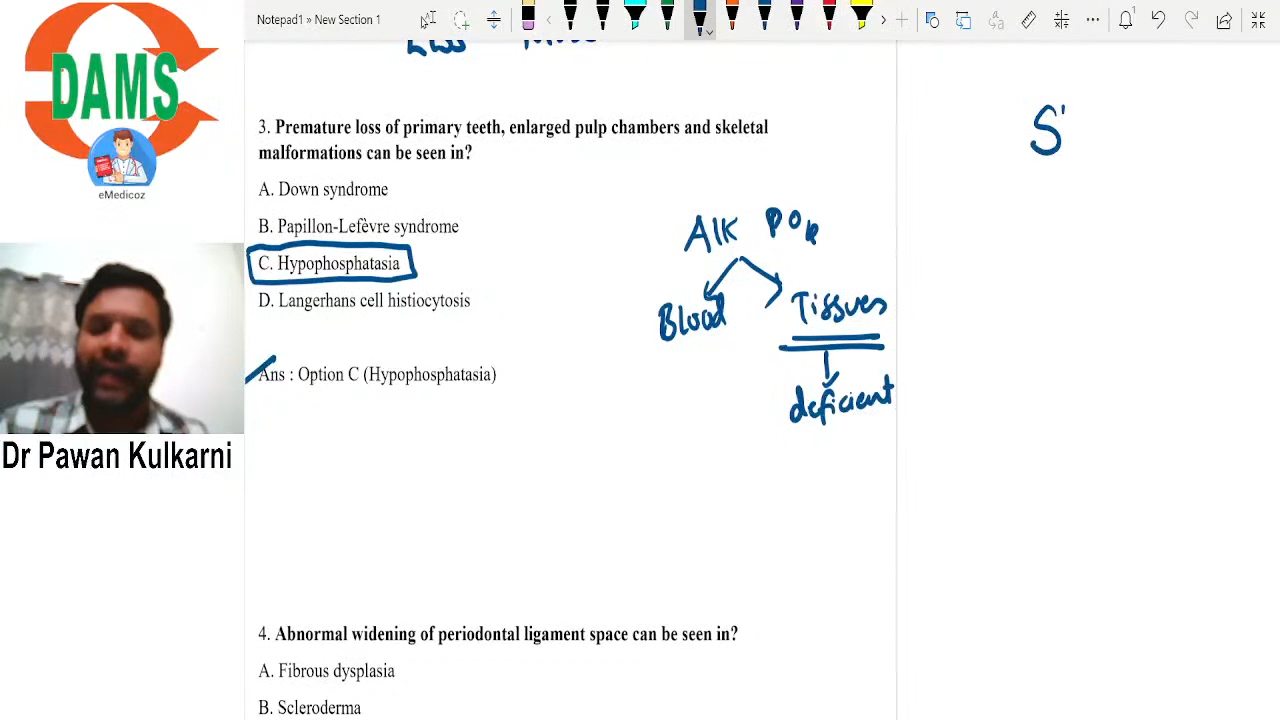 Notepad1 » New Section 1
DAMS
eMedicoz
3. Premature loss of primary teeth, enlarged pulp chambers and skeletal
malformations can be seen in?
A. Down syndrome
B. Papillon-Lefèvre syndrome
C. Hypophosphatasia
D. Langerhans cell histiocytosis
Ans : Option C (Hypophosphatasia)
Alk PO4
Blood
Tissues
deficient
S
Dr Pawan Kulkarni
4. Abnormal widening of periodontal ligament space can be seen in?
A. Fibrous dysplasia
B. Scleroderma